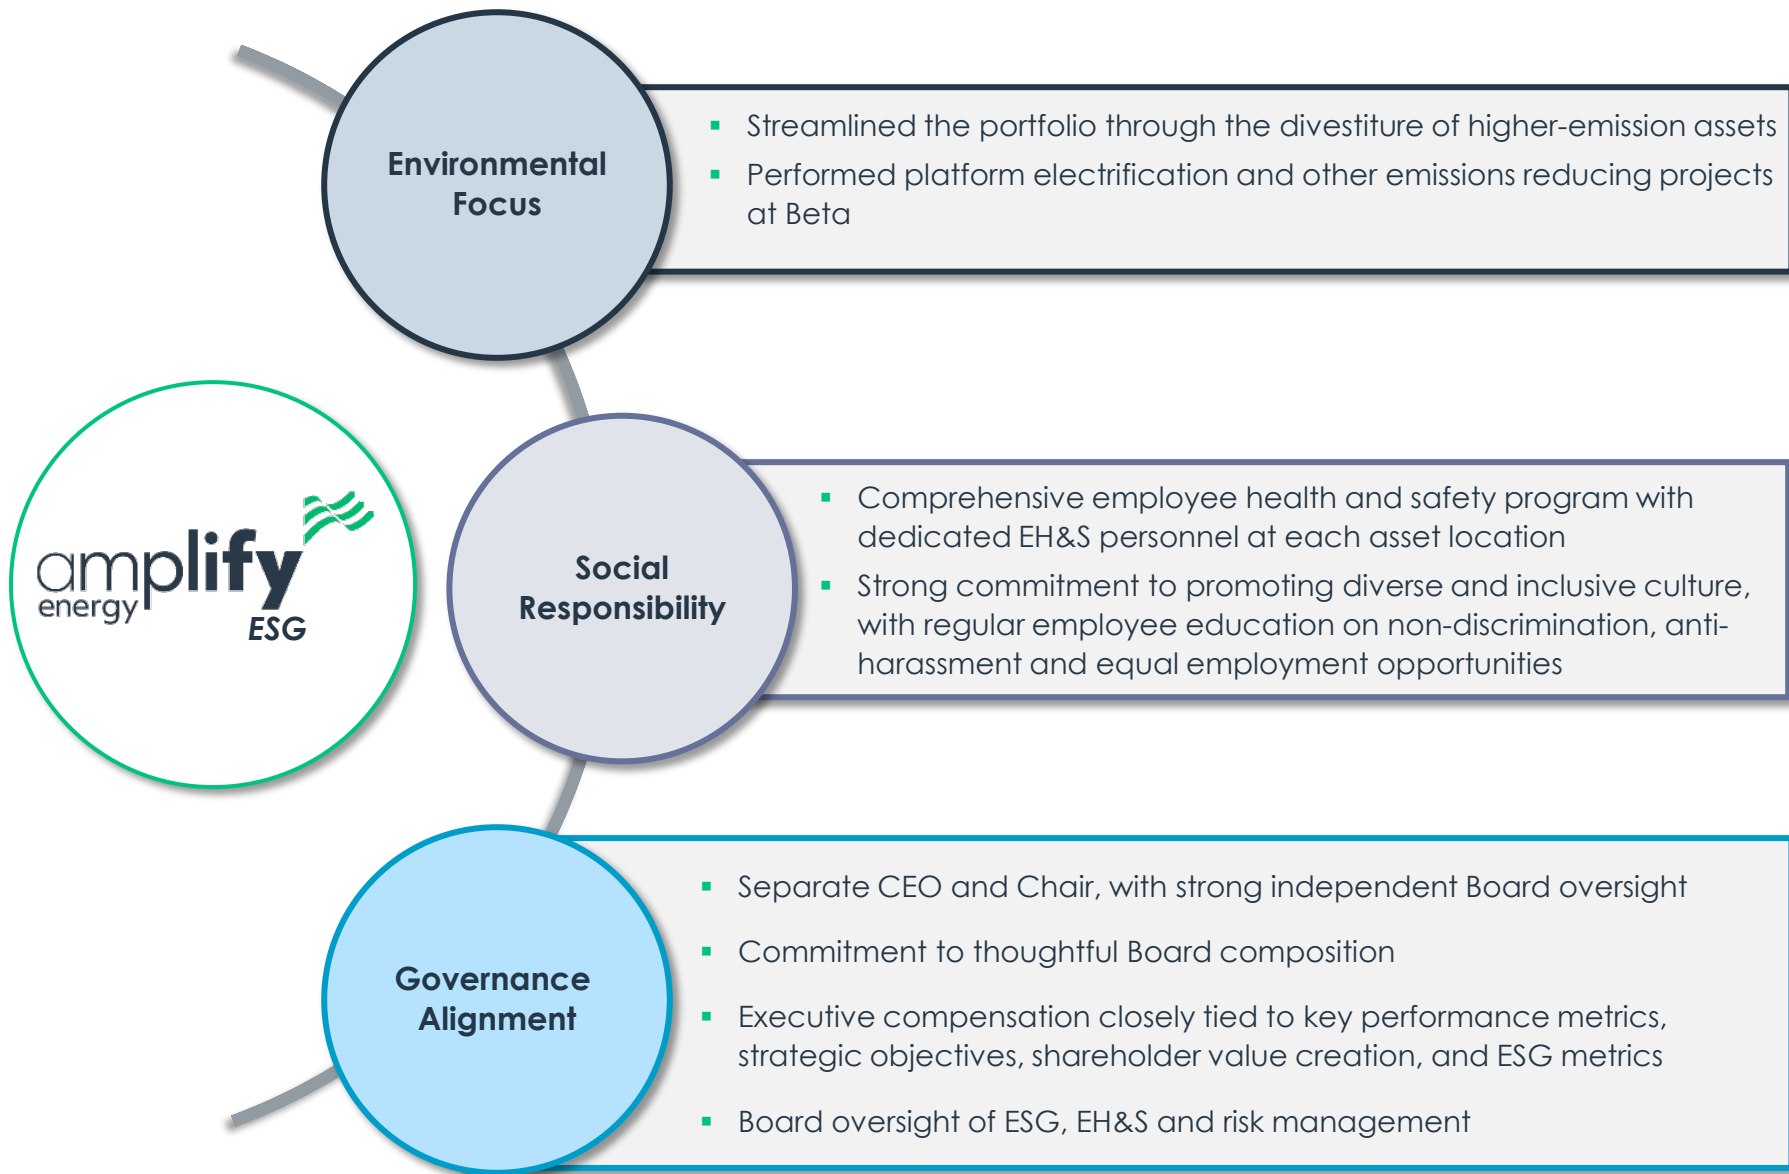 Environmental
Focus
▪ Streamlined the portfolio through the divestiture of higher-emission assets
▪ Performed platform electrification and other emissions reducing projects
at Beta
amplify
energy
ESG
Social
Responsibility
▪ Comprehensive employee health and safety program with
dedicated EH&S personnel at each asset location
▪ Strong commitment to promoting diverse and inclusive culture,
with regular employee education on non-discrimination, anti-
harassment and equal employment opportunities
Governance
Alignment
▪ Separate CEO and Chair, with strong independent Board oversight
▪ Commitment to thoughtful Board composition
▪ Executive compensation closely tied to key performance metrics,
strategic objectives, shareholder value creation, and ESG metrics
▪ Board oversight of ESG, EH&S and risk management